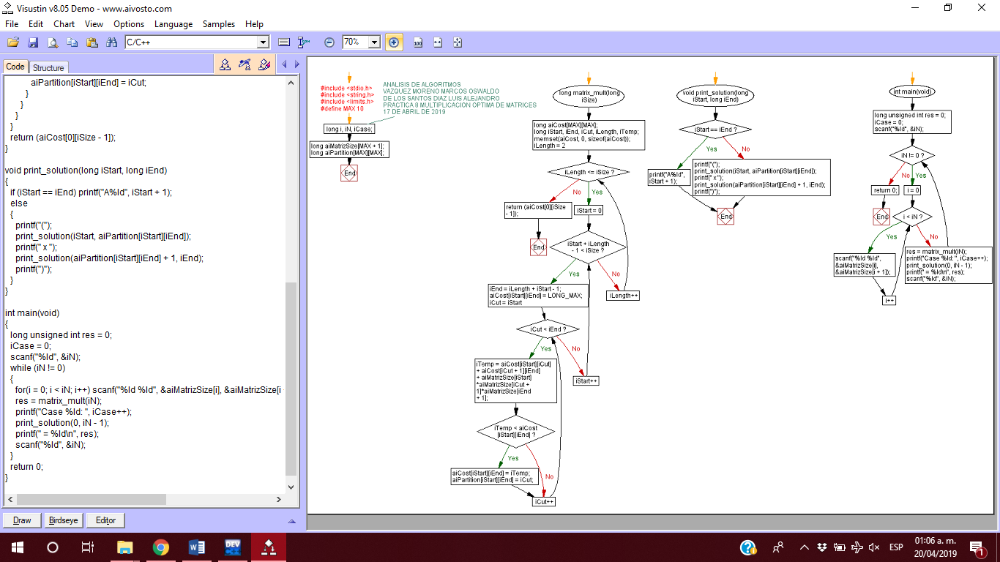 Visustin v8.05 Demo - www.aivosto.com
File Edit Chart View Options Language Samples Help
C/C++
70%
100
Code Structure
aiPartition[iStart][iEnd] = iCut;
}
}
}
}
return (aiCost[0][iSize - 1]);
}
void print_solution(long iStart, long iEnd)
{
if (iStart == iEnd) printf("A%ld", iStart + 1);
else
{
printf("(");
print_solution(iStart, aiPartition[iStart][iEnd]);
printf(" x ");
print_solution(aiPartition[iStart][iEnd] + 1, iEnd);
printf(")");
}
}
int main(void)
{
long unsigned int res = 0;
iCase = 0;
scanf("%ld", &iN);
while (iN != 0)
{
for(i = 0; i < iN; i++) scanf("%ld %ld", &aiMatrizSize[i], &aiMatrizSize[i
res = matrix_mult(iN);
printf("Case %ld: ", iCase++);
print_solution(0, iN - 1);
printf(" = %ld\n", res);
scanf("%ld", &iN);
}
return 0;
}
Draw Birdseye Editor
#include <stdio.h>
#include <string.h>
#include <limits.h>
#define MAX 10
ANALISIS DE ALGORITMOS
VAZQUEZ MORENO MARCOS OSWALDO
DE LOS SANTOS DIAZ LUIS ALEJANDRO
PRACTICA 8 MULTIPLICACION OPTIMA DE MATRICES
17 DE ABRIL DE 2019
long i, iN, iCase;
long aiMatrizSize[MAX + 1];
long aiPartition[MAX][MAX];
End
long matrix_mult(long
iSize)
long aiCost[MAX][MAX];
long iStart, iEnd, iCut, iLength, iTemp;
memset(aiCost, 0, sizeof(aiCost));
iLength = 2
iLength <= iSize ?
No
Yes
return (aiCost[0][iSize
- 1]);
iStart = 0
End
iStart + iLength
- 1 < iSize ?
Yes
No
iEnd = iLength + iStart - 1;
aiCost[iStart][iEnd] = LONG_MAX;
iCut = iStart
iLength++
iCut < iEnd ?
Yes
No
iTemp = aiCost[iStart][iCut]
+ aiCost[iCut + 1][iEnd]
+ aiMatrizSize[iStart]
*aiMatrizSize[iCut +
1]*aiMatrizSize[iEnd
+ 1];
iStart++
iTemp < aiCost
[iStart][iEnd] ?
Yes
No
aiCost[iStart][iEnd] = iTemp;
aiPartition[iStart][iEnd] = iCut;
iCut++
void print_solution(long
iStart, long iEnd)
iStart == iEnd ?
Yes
No
printf("A%ld",
iStart + 1);
printf("(");
print_solution(iStart, aiPartition[iStart][iEnd]);
printf(" x ");
print_solution(aiPartition[iStart][iEnd] + 1, iEnd);
printf(")");
End
int main(void)
long unsigned int res = 0;
iCase = 0;
scanf("%ld", &iN);
iN != 0 ?
No
Yes
return 0;
i = 0
End
i < iN ?
Yes
No
scanf("%ld %ld",
&aiMatrizSize[i],
&aiMatrizSize[i + 1]);
res = matrix_mult(iN);
printf("Case %ld: ", iCase++);
print_solution(0, iN - 1);
printf(" = %ld\n", res);
scanf("%ld", &iN);
i++
DEV
ESP
01:06 a. m.
20/04/2019
1